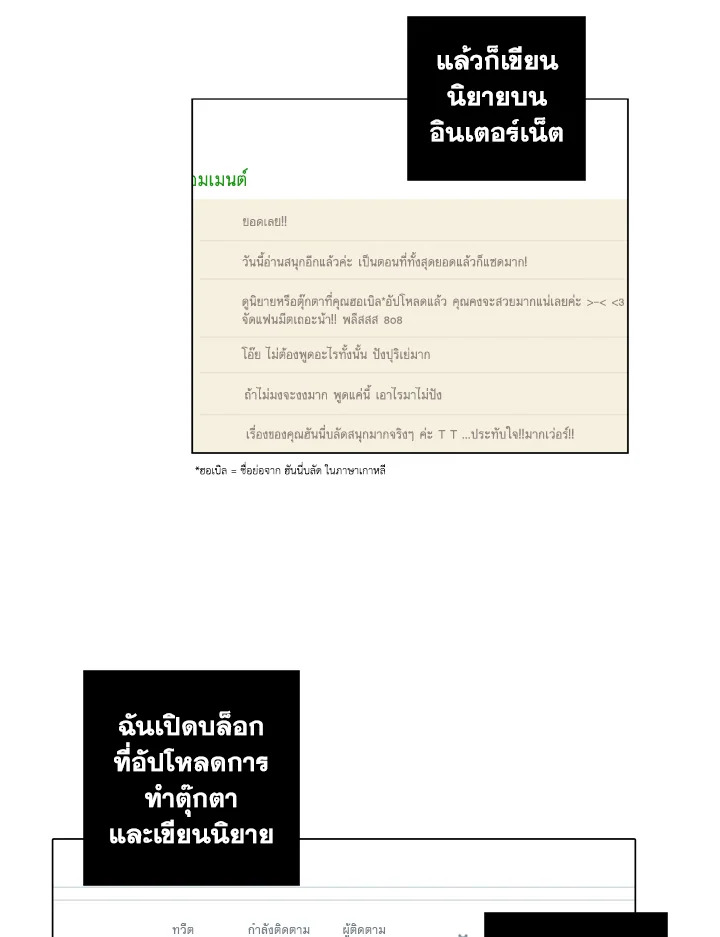 แล้วก็เขียน
นิยายบน
อินเตอร์เน็ต
อมเมนต์
ยอดเลย!!
วันนี้อ่านสนุกอีกแล้วค่ะ เป็นตอนที่ทั้งสุดยอดแล้วก็แซดมาก!
ดูนิยายหรือตุ๊กตาที่คุณฮอเบิล*อัปโหลดแล้ว คุณคงจะสวยมากแน่เลยค่ะ >-< <3
จัดแฟนมีตเถอะน้า!! พลีสสส 8o8
โอ๊ย ไม่ต้องพูดอะไรทั้งนั้น ปังปุริเย่มาก
ถ้าไม่มงจะงงมาก พูดแค่นี้ เอาไรมาไม่ปัง
เรื่องของคุณฮันนี่บลัดสนุกมากจริงๆ ค่ะ T T ...ประทับใจ!!มากเว่อร์!!
*ฮอเบิล = ชื่อย่อจาก ฮันนี่บลัด ในภาษาเกาหลี
ฉันเปิดบล็อก
ที่อัปโหลดการ
ทำตุ๊กตา
และเขียนนิยาย
ทวีต กำลังติดตาม ผู้ติดตาม